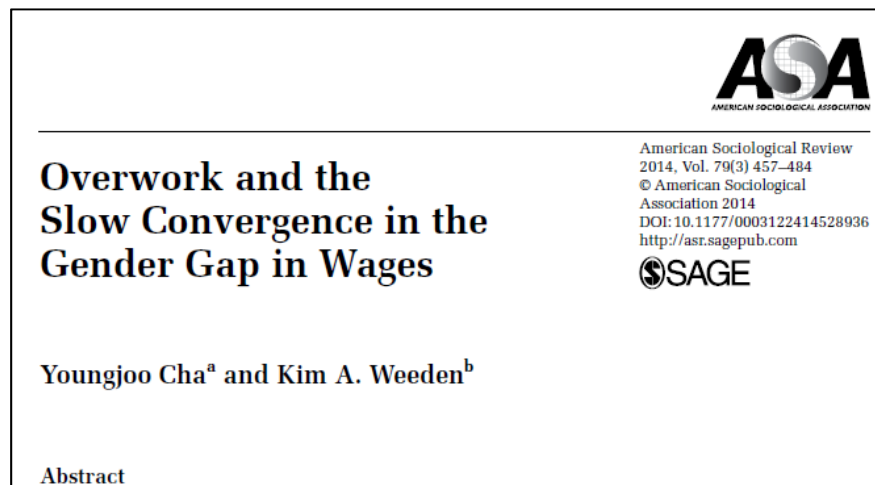 ASA
AMERICAN SOCIOLOGICAL ASSOCIATION
American Sociological Review
2014, Vol. 79(3) 457–484
© American Sociological
Association 2014
DOI: 10.1177/0003122414528936
http://asr.sagepub.com
SAGE
Overwork and the
Slow Convergence in the
Gender Gap in Wages
Youngjoo Chaᵃ and Kim A. Weedenᵇ
Abstract